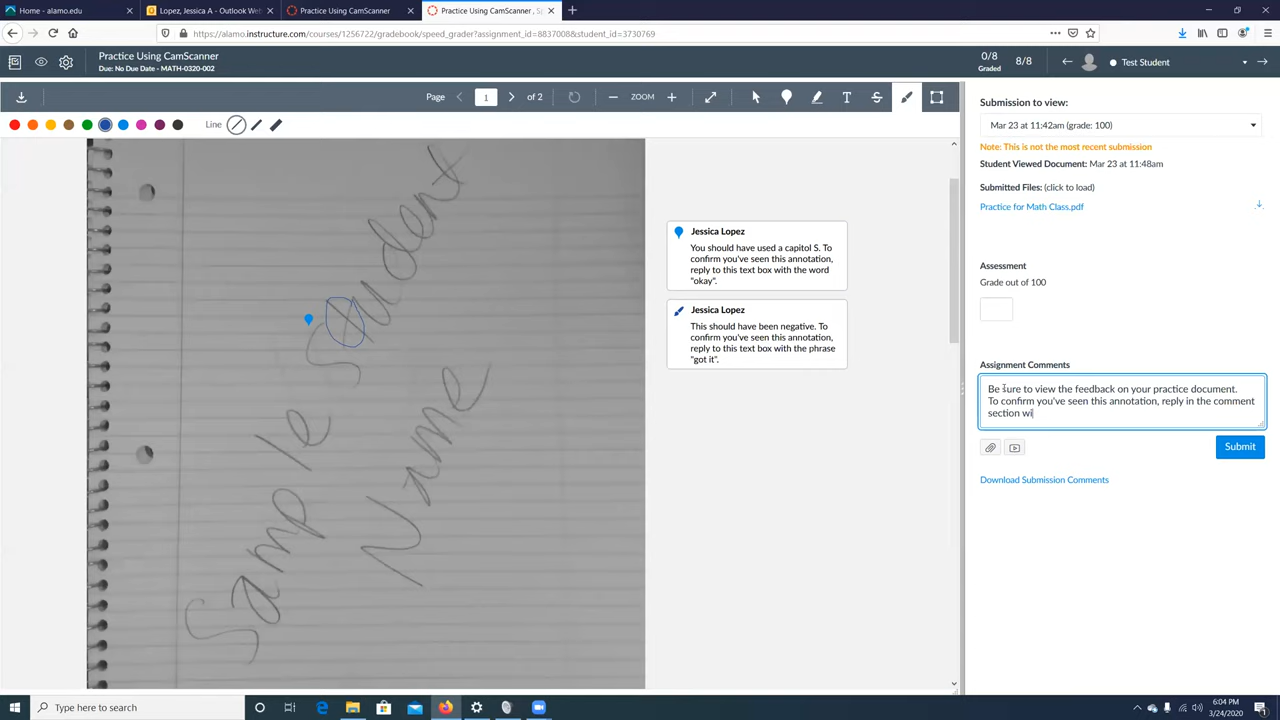 Home - alamo.edu
Lopez, Jessica A - Outlook Web
Practice Using CamScanner
Practice Using CamScanner , S
https://alamo.instructure.com/courses/1256722/gradebook/speed_grader?assignment_id=8837008&student_id=3730769
Practice Using CamScanner
Due: No Due Date - MATH-0320-002
0/8
Graded
8/8
Test Student
Page 1 of 2
ZOOM
T
Line
Sample Student
Name
Jessica Lopez
You should have used a capitol S. To
confirm you've seen this annotation,
reply to this text box with the word
"okay".
Jessica Lopez
This should have been negative. To
confirm you've seen this annotation,
reply to this text box with the phrase
"got it".
Submission to view:
Mar 23 at 11:42am (grade: 100)
Note: This is not the most recent submission
Student Viewed Document: Mar 23 at 11:48am
Submitted Files: (click to load)
Practice for Math Class.pdf
Assessment
Grade out of 100
Assignment Comments
Be sure to view the feedback on your practice document.
To confirm you've seen this annotation, reply in the comment
section wi
Submit
Download Submission Comments
Type here to search
6:04 PM
3/24/2020